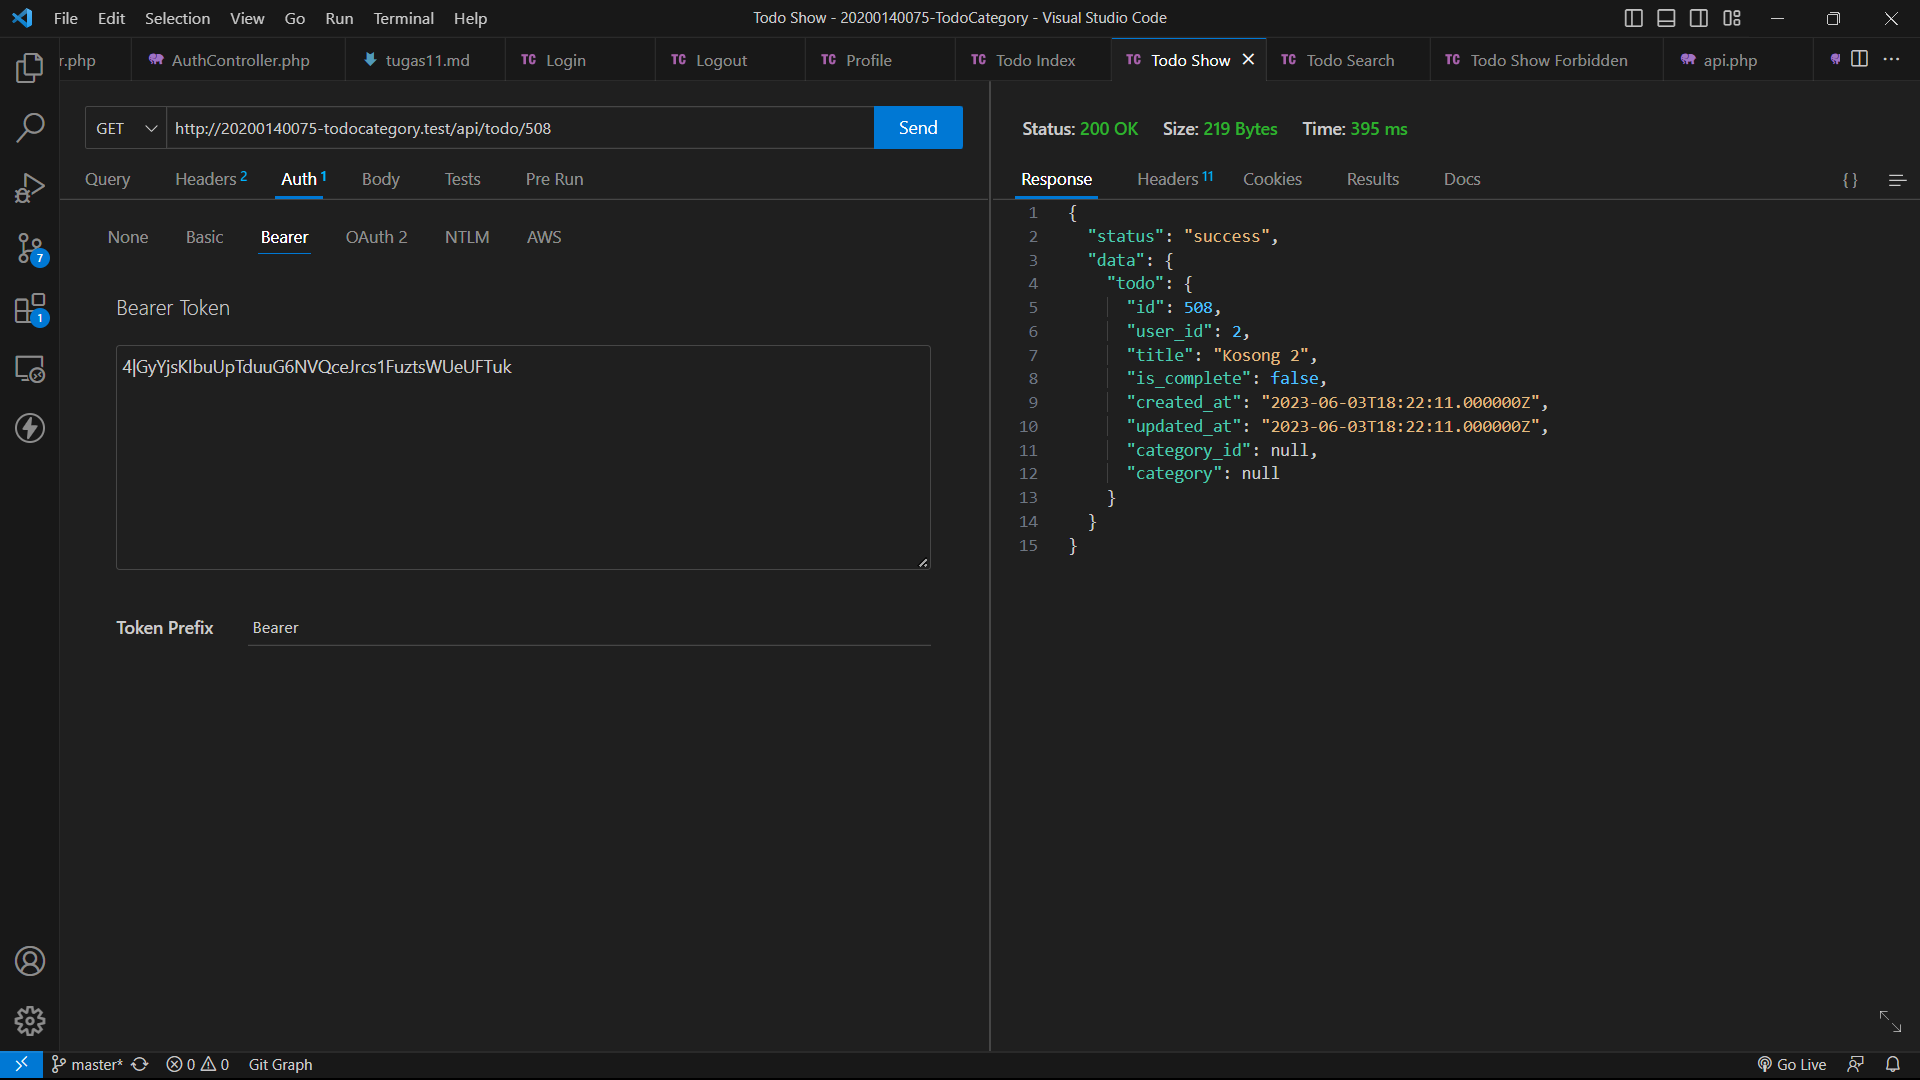 File Edit Selection View Go Run Terminal Help
Todo Show - 20200140075-TodoCategory - Visual Studio Code
r.php
AuthController.php
tugas11.md
TC Login
TC Logout
TC Profile
TC Todo Index
TC Todo Show
TC Todo Search
TC Todo Show Forbidden
api.php
GET
http://20200140075-todocategory.test/api/todo/508
Send
Status: 200 OK Size: 219 Bytes Time: 395 ms
Query Headers 2 Auth 1 Body Tests Pre Run
Response Headers 11 Cookies Results Docs
{ }
None Basic Bearer OAuth 2 NTLM AWS
Bearer Token
4|GyYjsKIbuUpTduuG6NVQceJrcs1FuztsWUeUFTuk
Token Prefix Bearer
1 {
2 "status": "success",
3 "data": {
4 "todo": {
5 "id": 508,
6 "user_id": 2,
7 "title": "Kosong 2",
8 "is_complete": false,
9 "created_at": "2023-06-03T18:22:11.000000Z",
10 "updated_at": "2023-06-03T18:22:11.000000Z",
11 "category_id": null,
12 "category": null
13 }
14 }
15 }
7
1
master* 0 0 Git Graph
Go Live